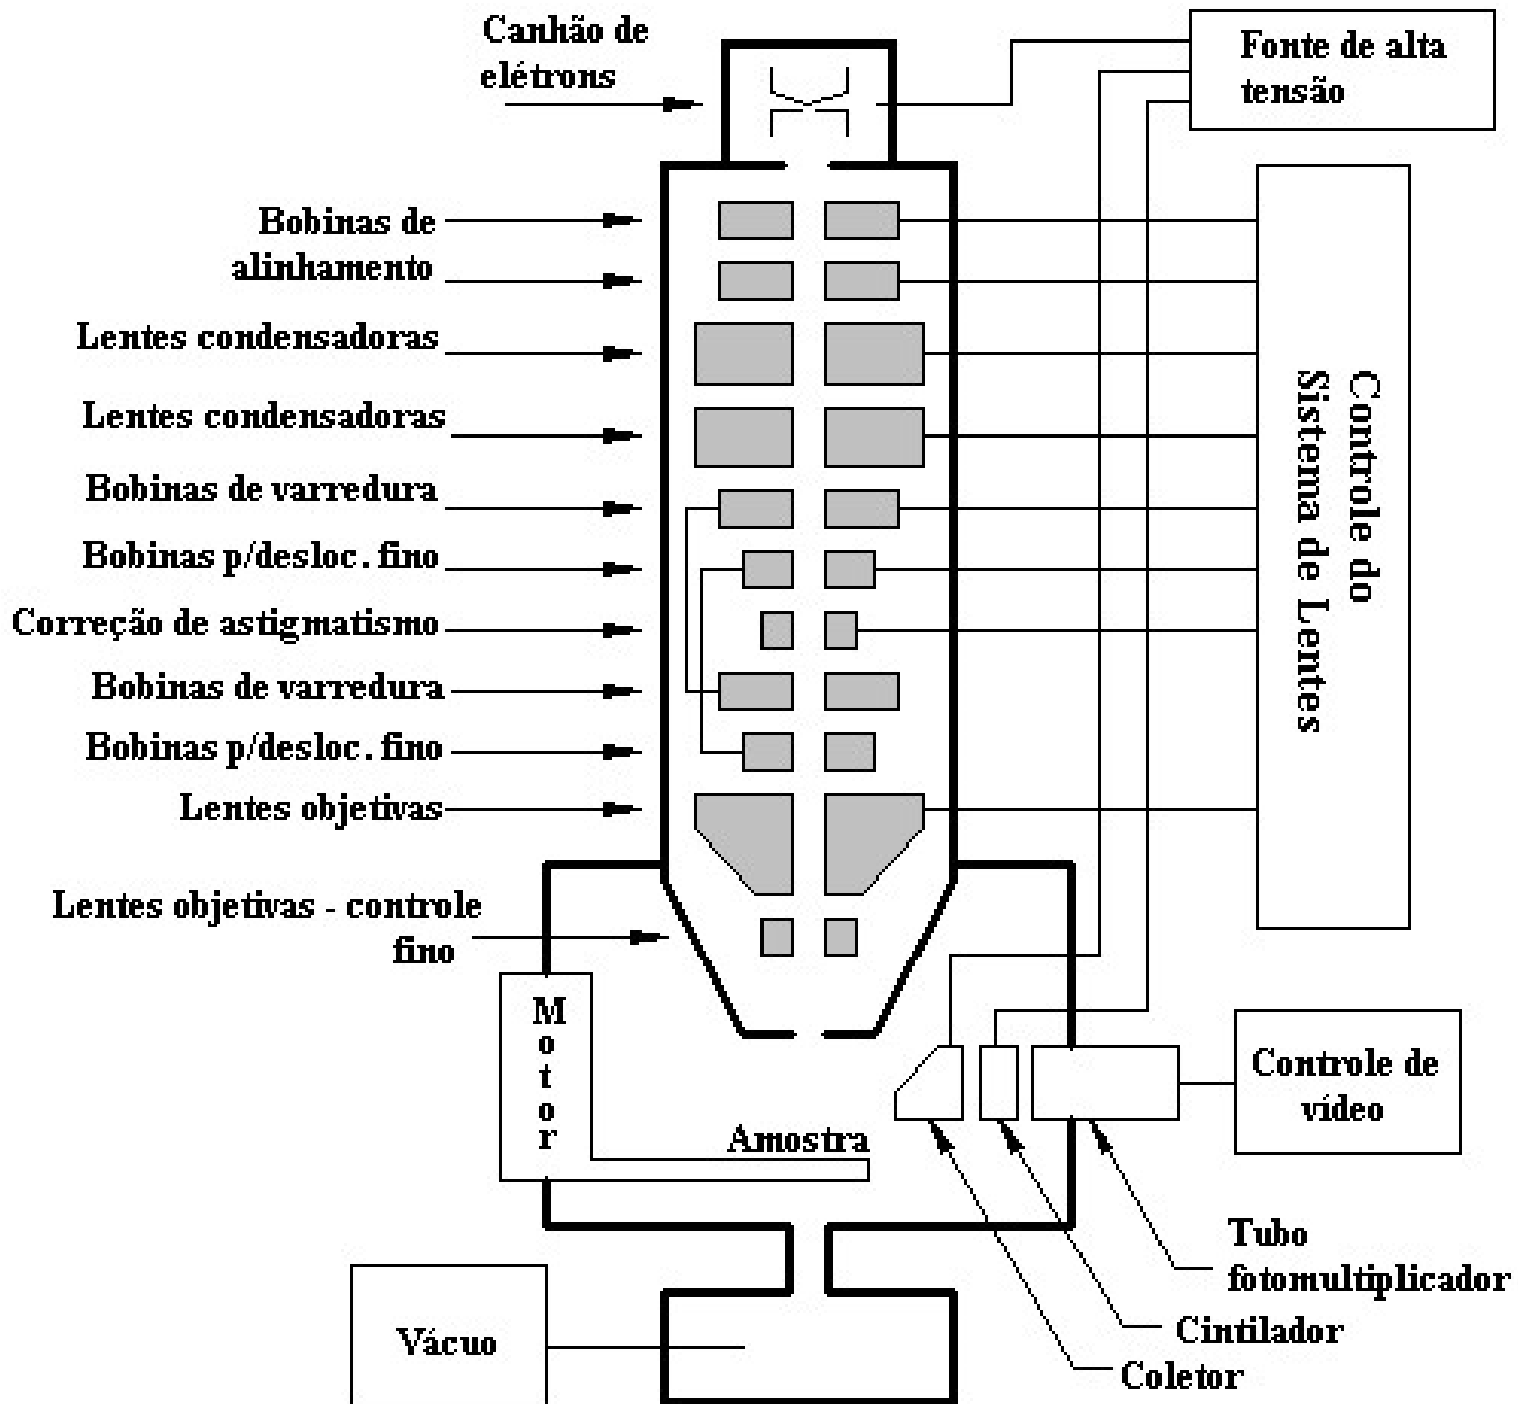 Canhão de
elétrons
Fonte de alta
tensão
Bobinas de
alinhamento
Lentes condensadoras
Lentes condensadoras
Bobinas de varredura
Bobinas p/desloc. fino
Correção de astigmatismo
Bobinas de varredura
Bobinas p/desloc. fino
Lentes objetivas
Lentes objetivas - controle
fino
Controle do
Sistema de Lentes
Motor
Amostra
Controle de
vídeo
Tubo
fotomultiplicador
Cintilador
Coletor
Vácuo